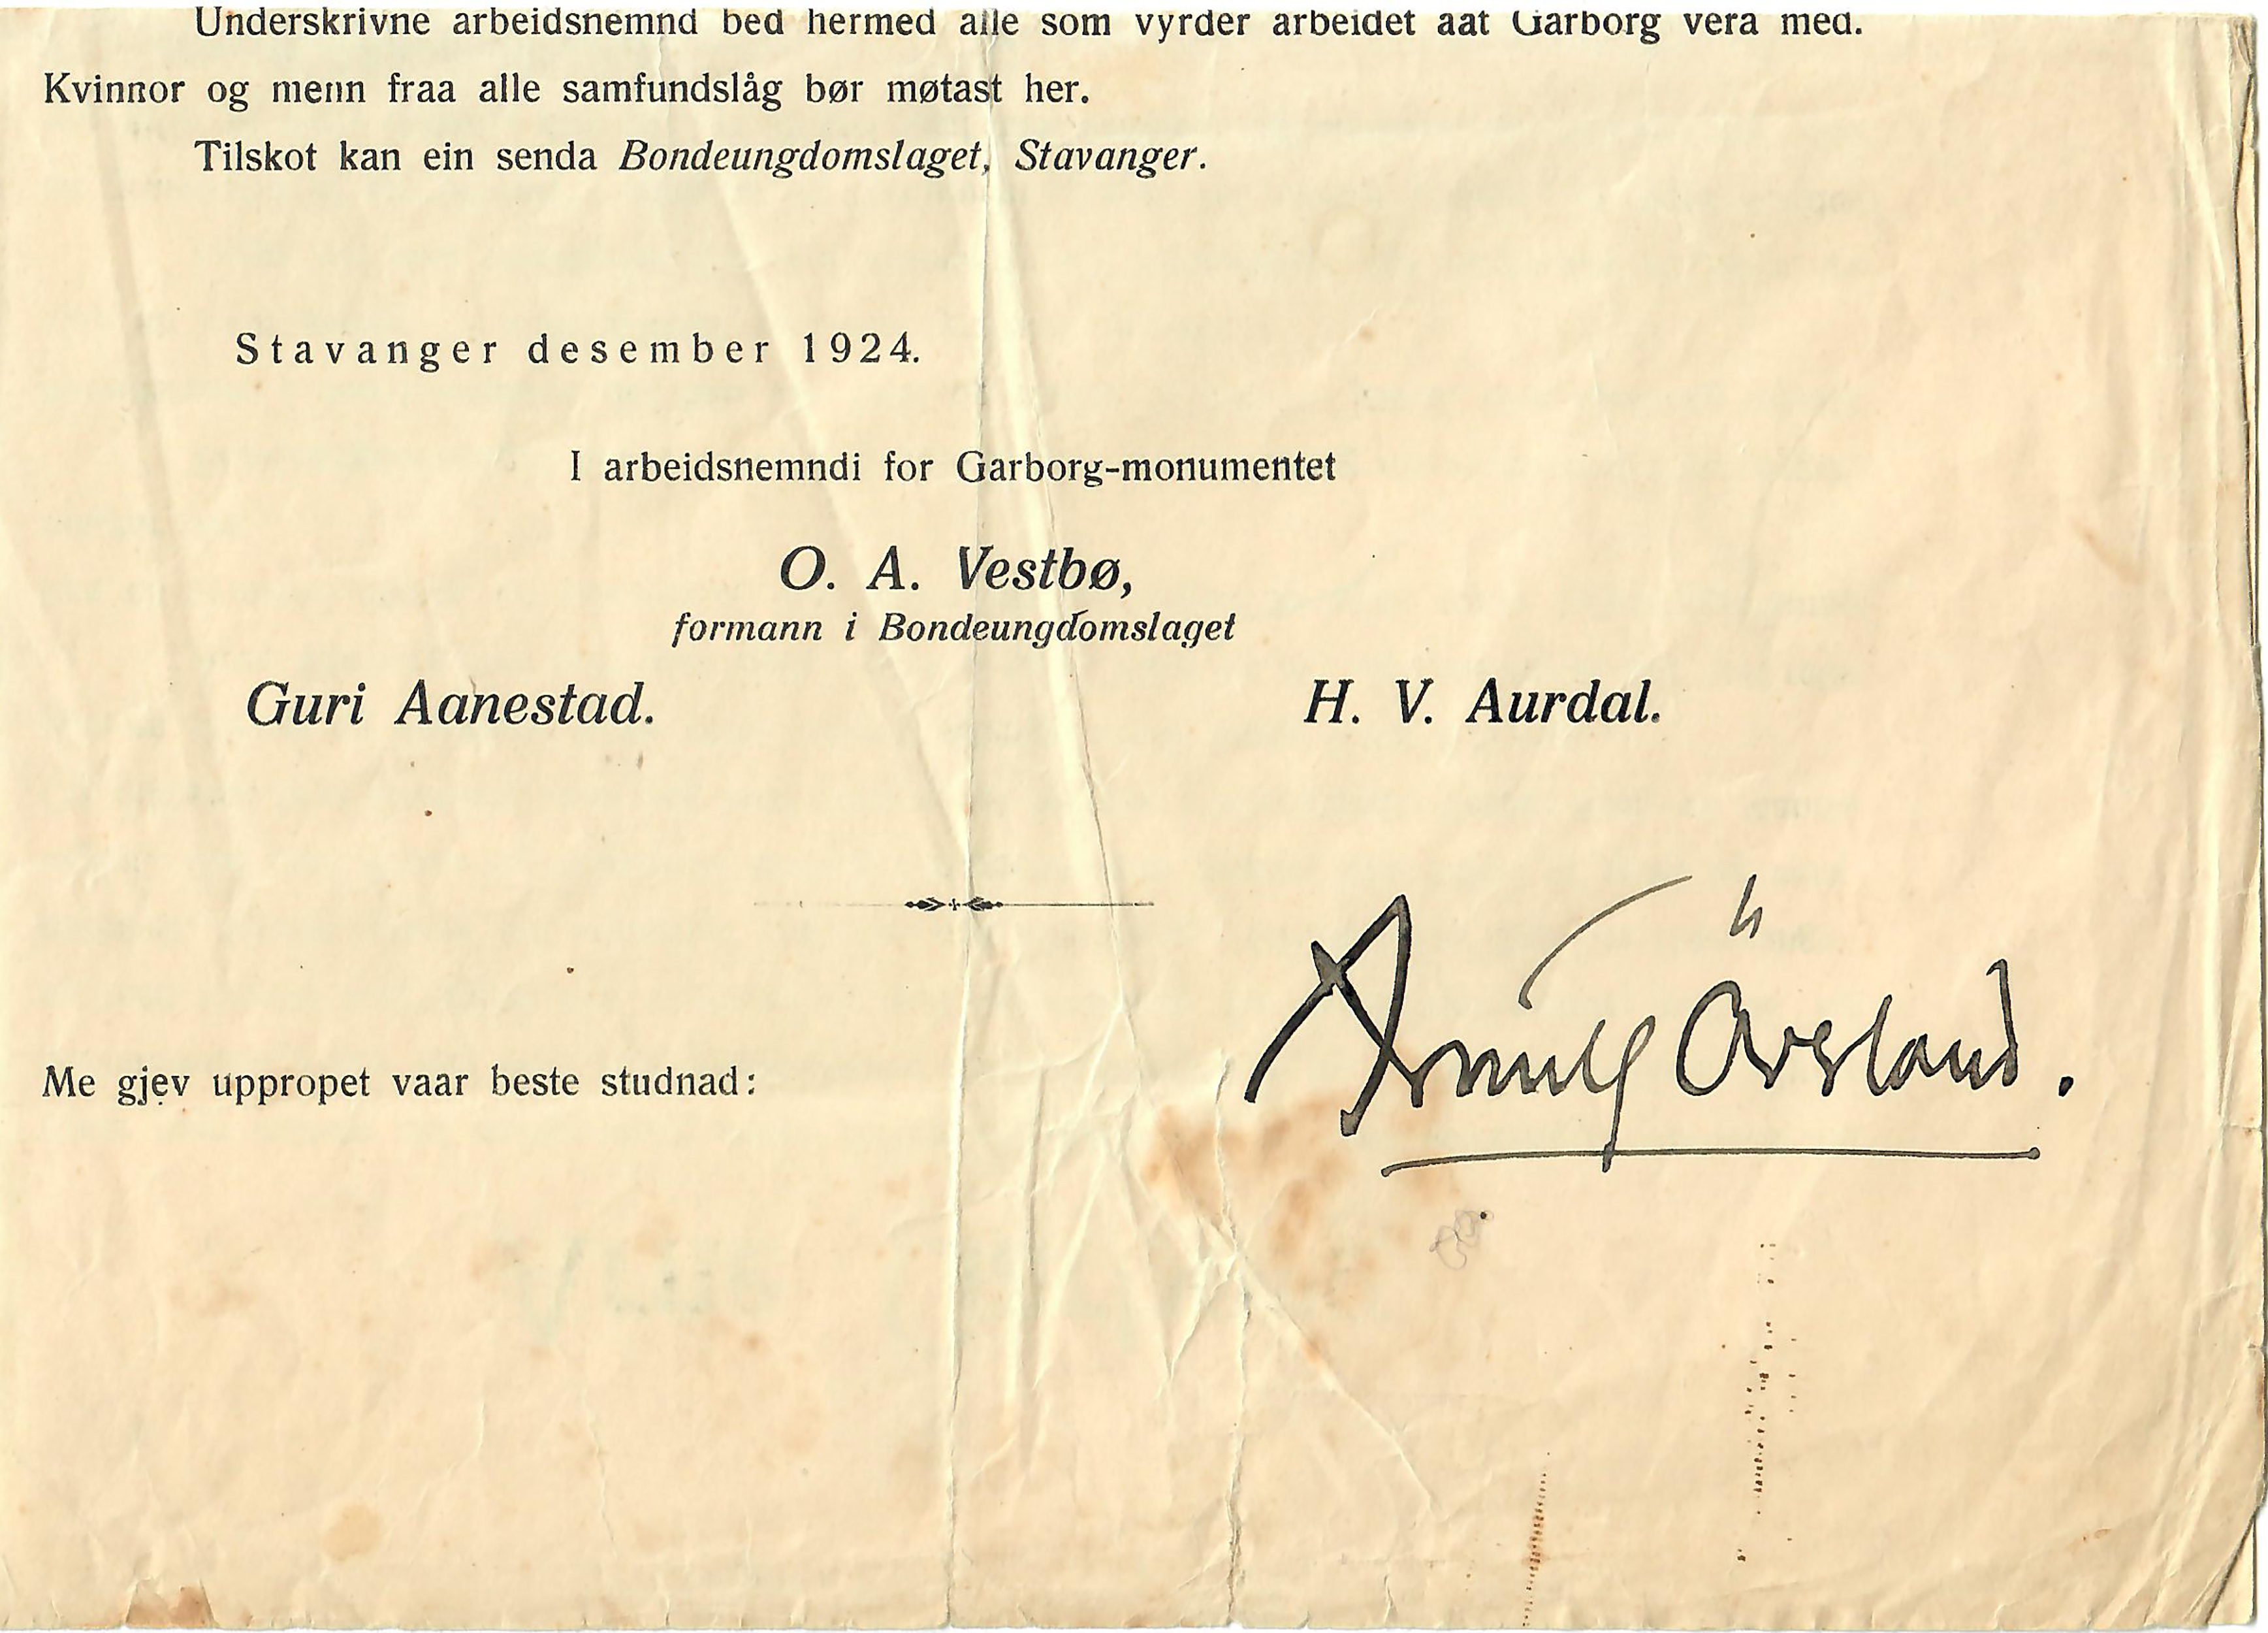 Underskrivne arbeidsnemnd bed hermed alle som vyrder arbeidet aat Garborg vera med.
Kvinnor og menn fraa alle samfundslåg bør møtast her.
Tilskot kan ein senda Bondeungdomslaget, Stavanger.
Stavanger desember 1924.
I arbeidsnemndi for Garborg-monumentet
O. A. Vestbø,
formann i Bondeungdomslaget
Guri Aanestad. H. V. Aurdal.
Me gjev uppropet vaar beste studnad:
Arnulf Øverland.